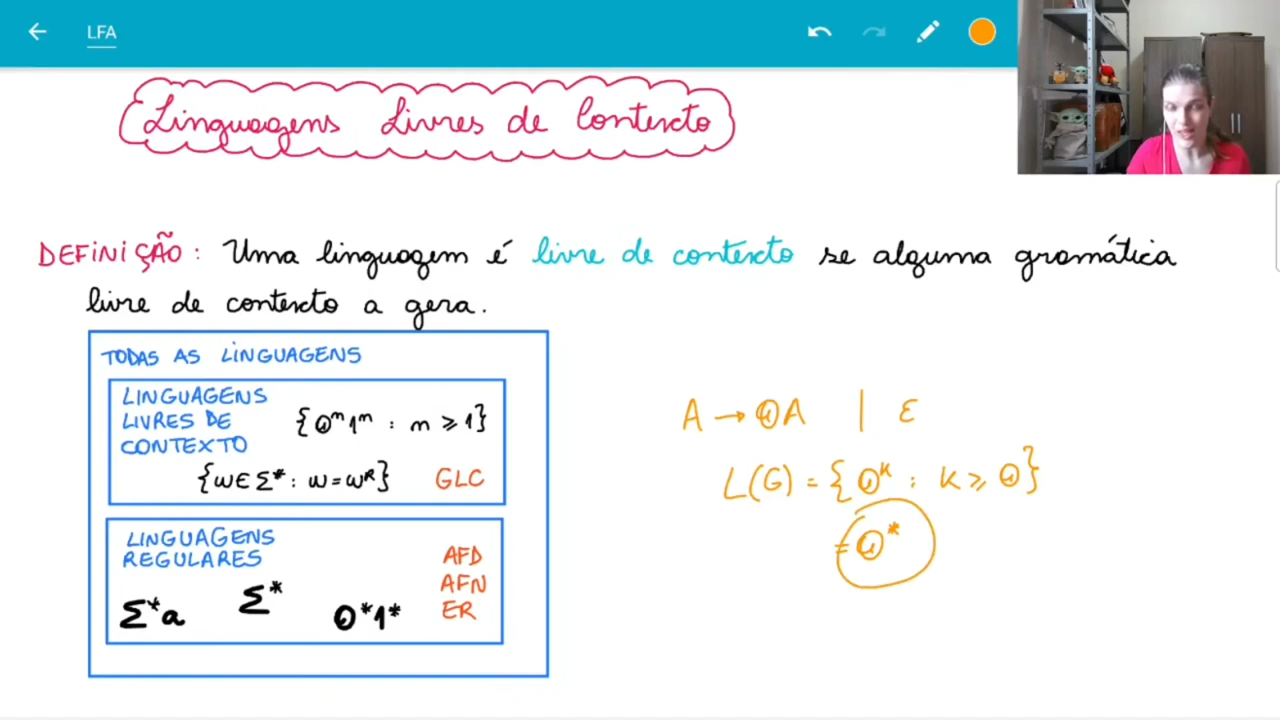 LFA
Linguagens Livres de Contexto
DEFINIÇÃO: Uma linguagem é livre de contexto se alguma gramática
livre de contexto a gera.
TODAS AS LINGUAGENS
LINGUAGENS
LIVRES DE
CONTEXTO
{0ⁿ1ⁿ : n ≥ 1}
{w ∈ Σ* : w = wᴿ}
GLC
LINGUAGENS
REGULARES
AFD
AFN
ER
Σ*a
Σ*
0*1*
A → 0A | ε
L(G) = {0ᵏ : k ≥ 0}
= 0*